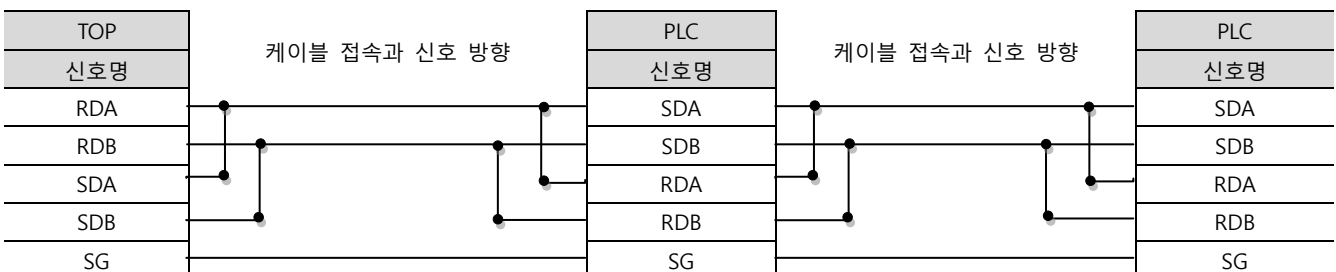 TOP 케이블 접속과 신호 방향 PLC 케이블 접속과 신호 방향 PLC
신호명 신호명 신호명
RDA SDA SDA
RDB SDB SDB
SDA RDA RDA
SDB RDB RDB
SG SG SG